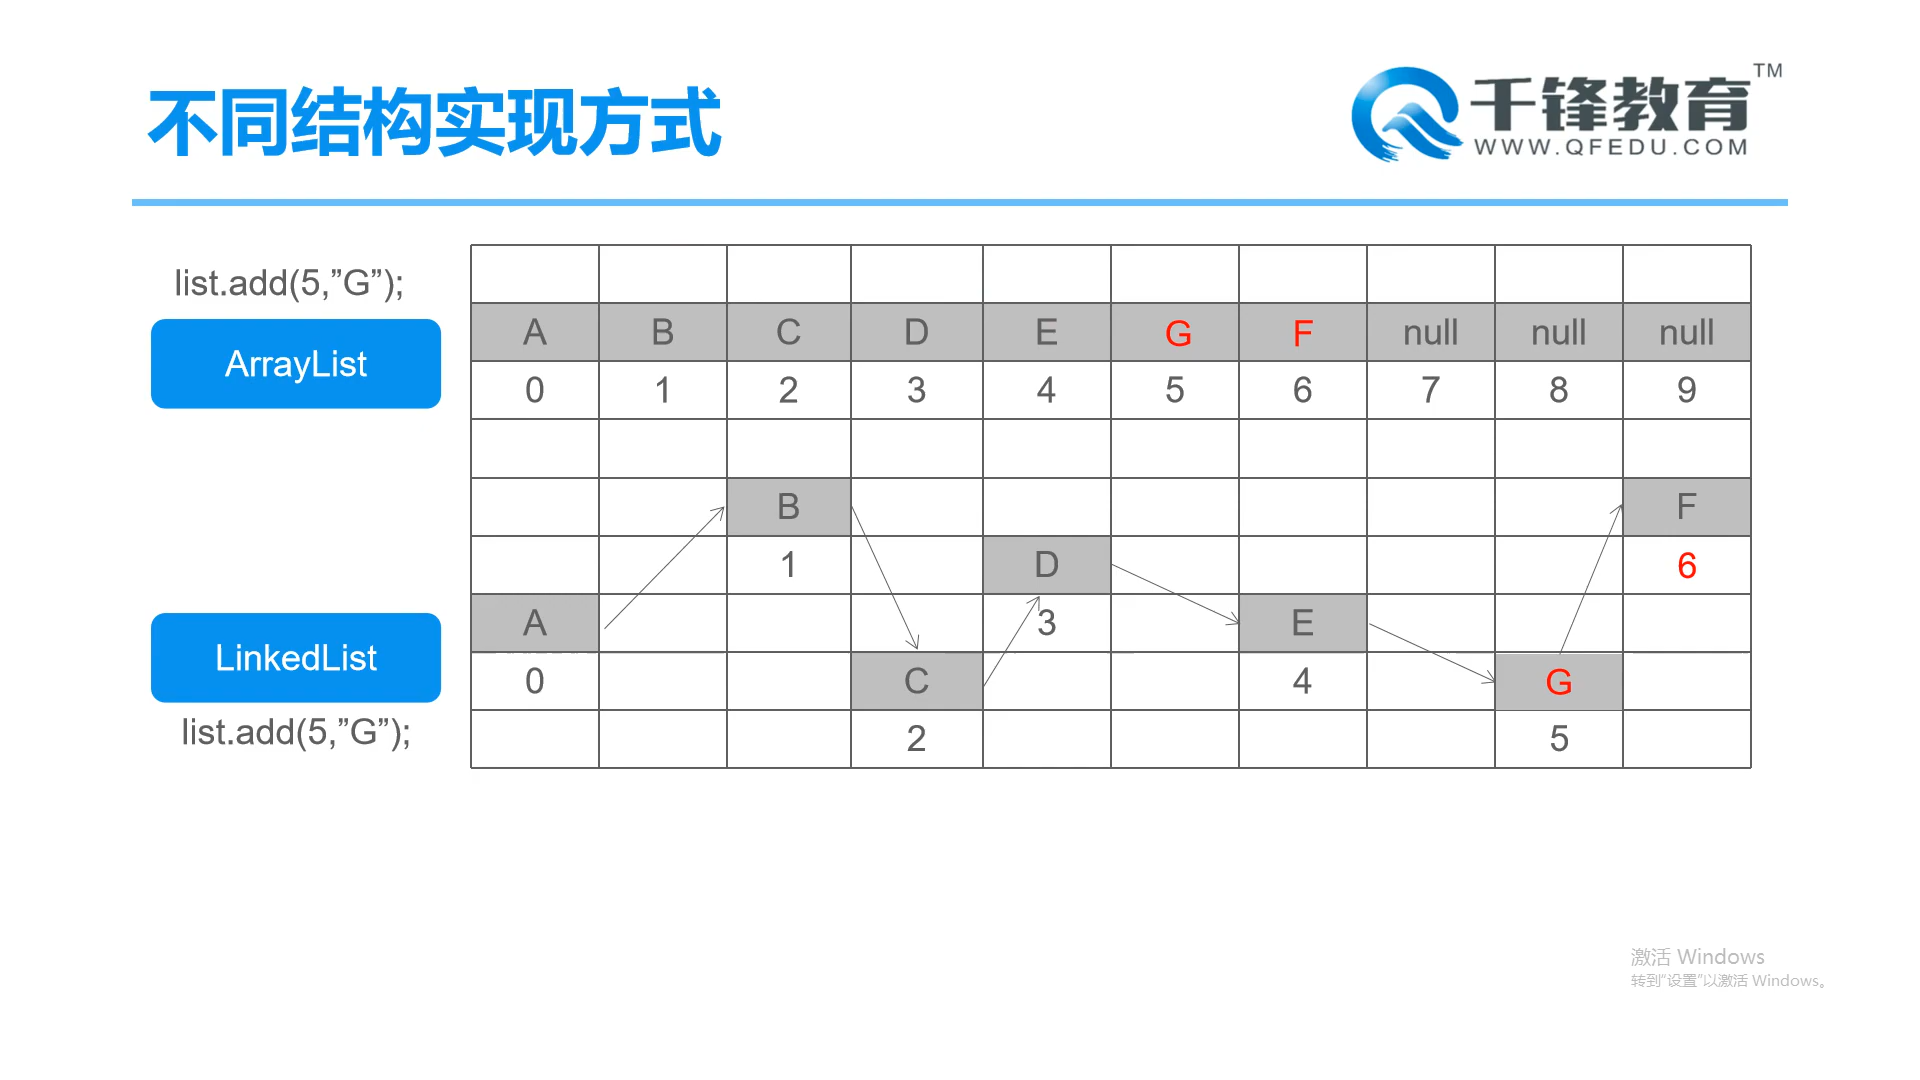 不同结构实现方式
千锋教育TM
WWW.QFEDU.COM
list.add(5,”G”);
ArrayList
A B C D E G F null null null
0 1 2 3 4 5 6 7 8 9
B F
1 D 6
A 3 E
LinkedList
0 C 4 G
list.add(5,”G”);
2 5
激活 Windows
转到“设置”以激活 Windows。